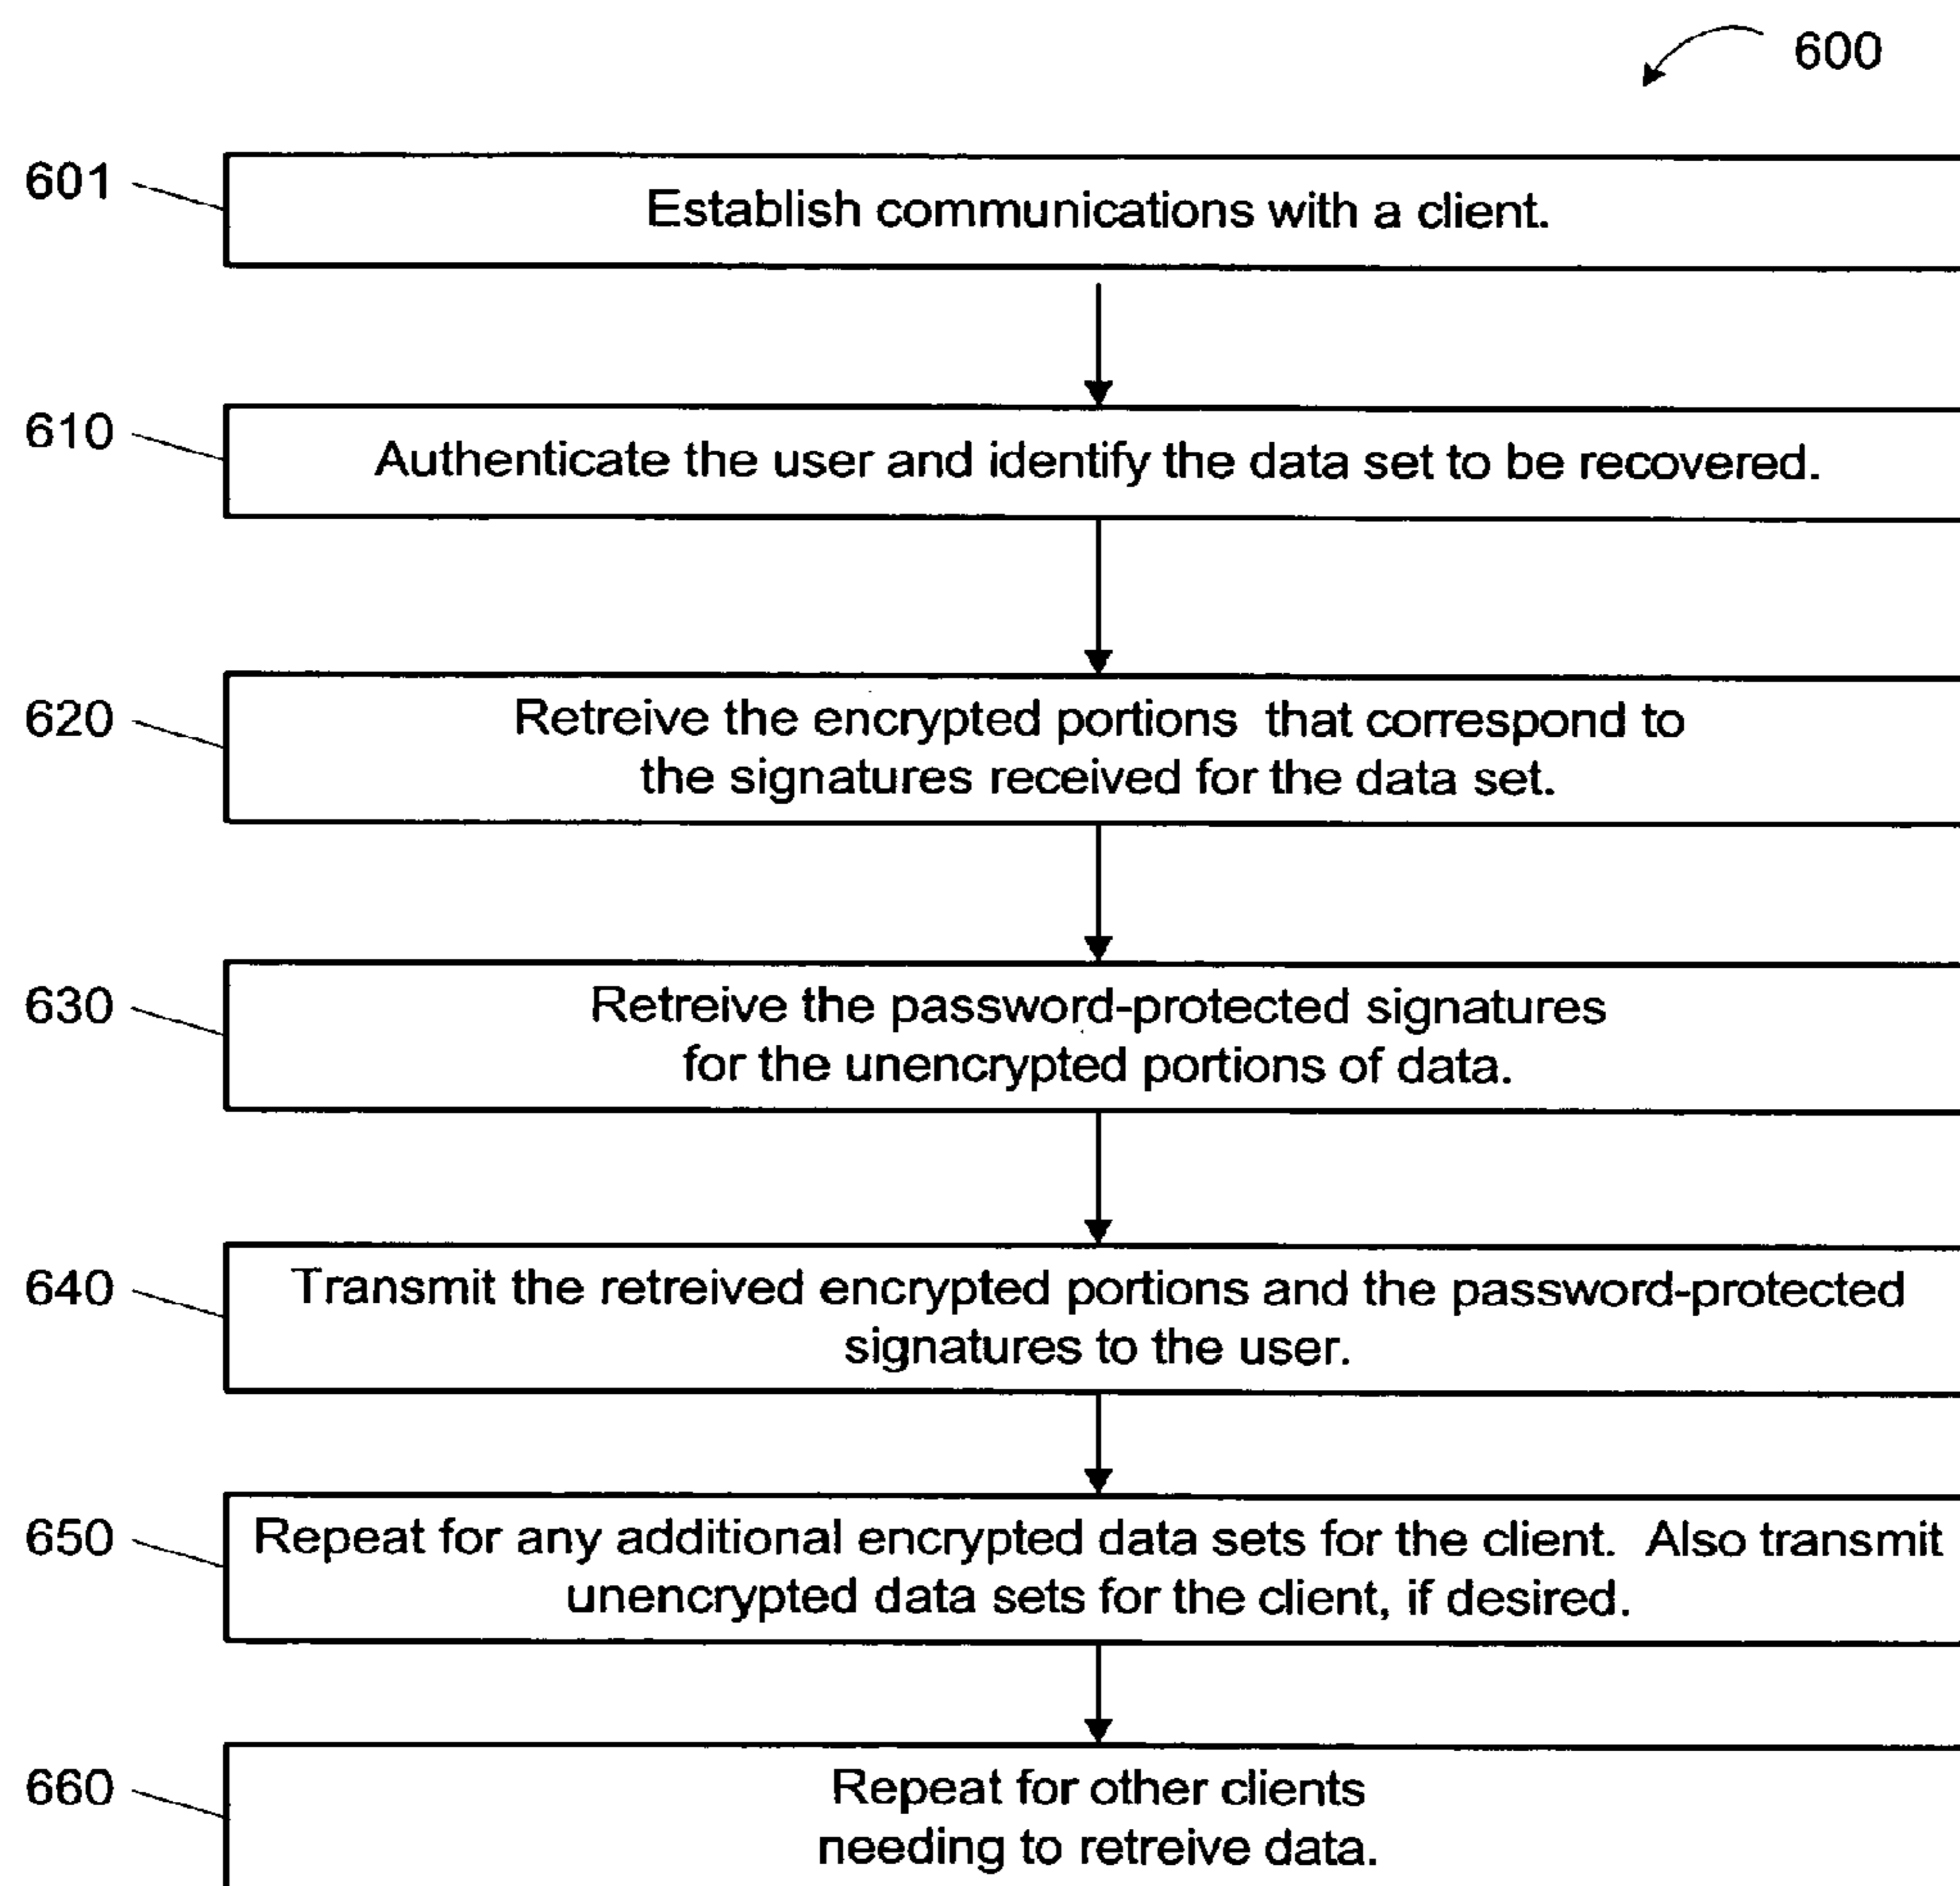 600
601
Establish communications with a client.
610
Authenticate the user and identify the data set to be recovered.
620
Retreive the encrypted portions that correspond to
the signatures received for the data set.
630
Retreive the password-protected signatures
for the unencrypted portions of data.
640
Transmit the retreived encrypted portions and the password-protected
signatures to the user.
650
Repeat for any additional encrypted data sets for the client. Also transmit
unencrypted data sets for the client, if desired.
660
Repeat for other clients
needing to retreive data.